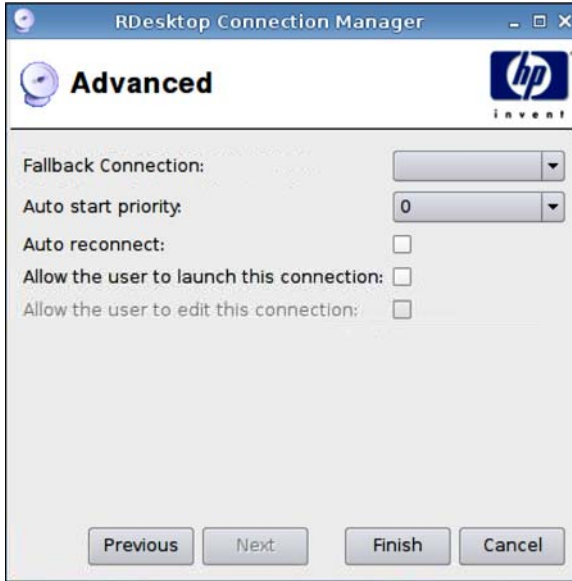 RDesktop Connection Manager
Advanced
hp
invent
Fallback Connection:
Auto start priority: 0
Auto reconnect:
Allow the user to launch this connection:
Allow the user to edit this connection:
Previous Next Finish Cancel